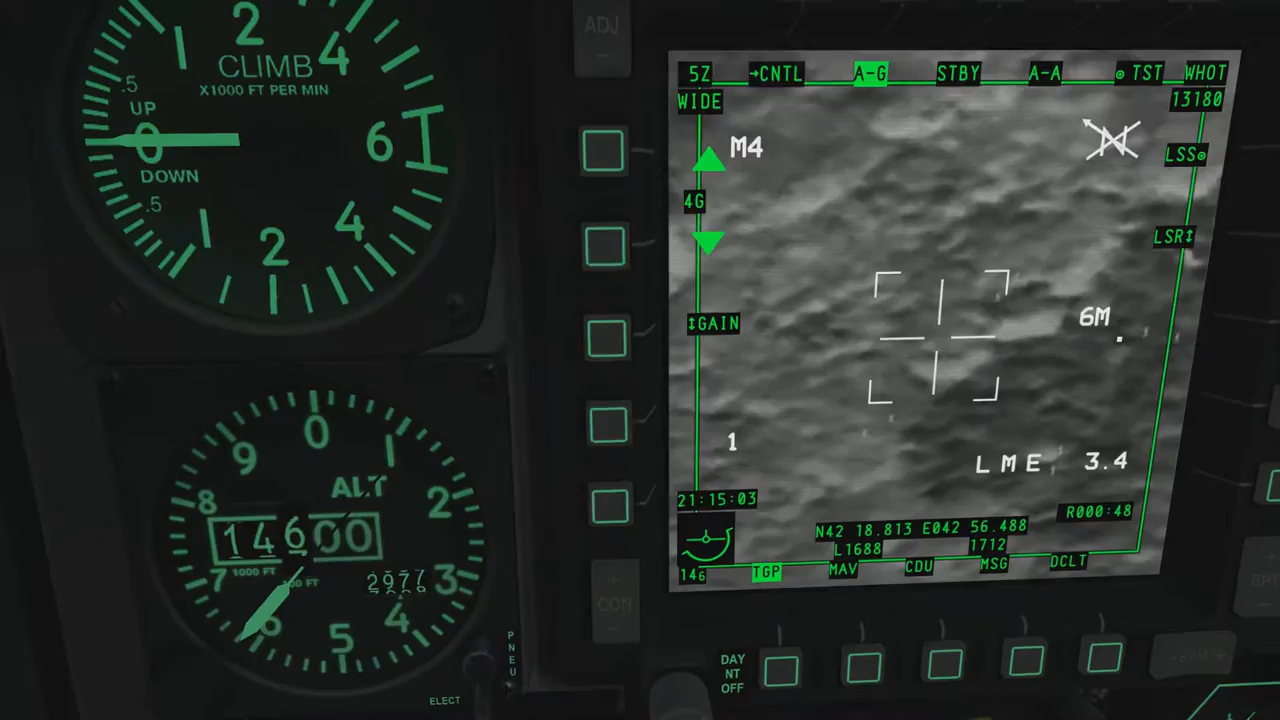 2 4
CLIMB
X1000 FT PER MIN
.5
UP
0 6
DOWN
.5
2 4
ADJ
5Z →CNTL A-G STBY A-A TST WHOT
WIDE 13180
M4
LSS
4G
LSR↕
↕GAIN 6M
1
L M E 3.4
21:15:03
N42 18.813 E042 56.488 R000:48
L1688 1712
146 TGP MAV CDU MSG DCLT
0
9 1
ALT
8 2
14600
1000 FT
7 2977 3
6 5 4
CON
PNEU
ELECT
DAY
NT
OFF